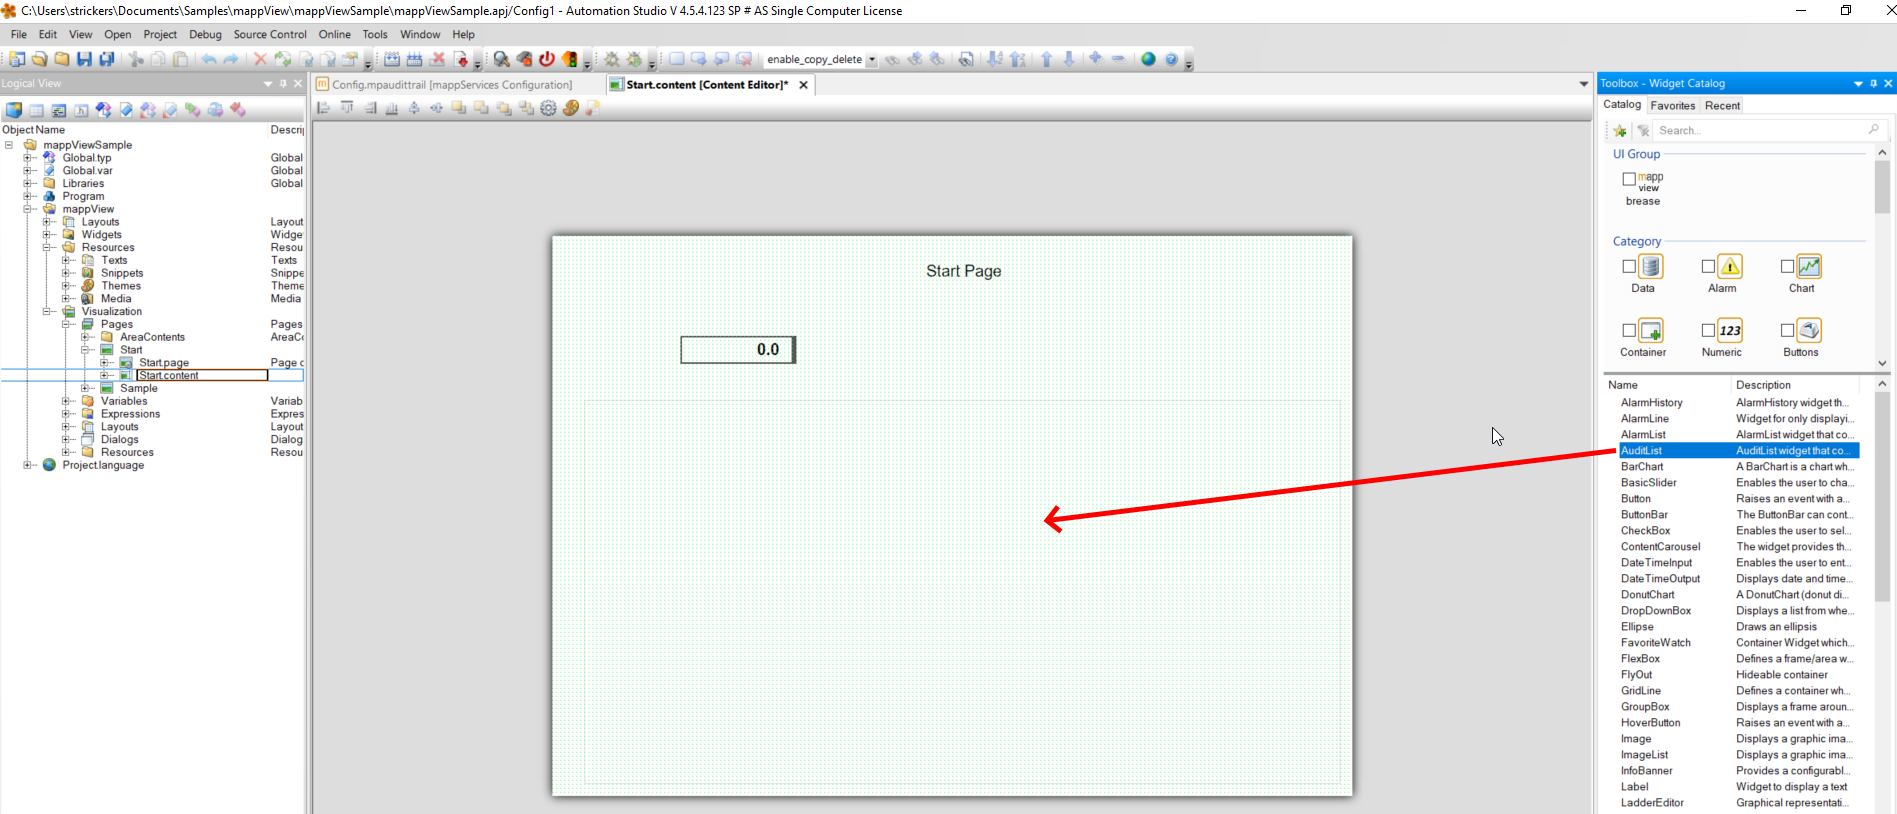 C:\Users\strickers\Documents\Samples\mappView\mappViewSample\mappViewSample.apj/Config1 - Automation Studio V 4.5.4.123 SP # AS Single Computer License
File Edit View Open Project Debug Source Control Online Tools Window Help
enable_copy_delete
Logical View
Object Name Descri
mappViewSample
Global.typ Global
Global.var Global
Libraries Global
Program
mappView
Layouts Layout
Widgets Widge
Resources Resou
Texts Texts
Snippets Snippe
Themes Theme
Media Media
Visualization
Pages Pages
AreaContents AreaCo
Start
Start.page Page c
Start.content
Sample
Variables Variab
Expressions Expres
Layouts Layout
Dialogs Dialog
Resources Resou
Project.language
Config.mpaudittrail [mappServices Configuration] Start.content [Content Editor]*
Start Page
0.0
Toolbox - Widget Catalog
Catalog Favorites Recent
Search...
UI Group
mapp
view
brease
Category
Data Alarm Chart
123
Container Numeric Buttons
Name Description
AlarmHistory AlarmHistory widget th...
AlarmLine Widget for only displayi...
AlarmList AlarmList widget that co...
AuditList AuditList widget that co...
BarChart A BarChart is a chart wh...
BasicSlider Enables the user to cha...
Button Raises an event with a...
ButtonBar The ButtonBar can cont...
CheckBox Enables the user to sel...
ContentCarousel The widget provides th...
DateTimeInput Enables the user to ent...
DateTimeOutput Displays date and time...
DonutChart A DonutChart (donut di...
DropDownBox Displays a list from whe...
Ellipse Draws an ellipsis
FavoriteWatch Container Widget which...
FlexBox Defines a frame/area w...
FlyOut Hideable container
GridLine Defines a container wh...
GroupBox Displays a frame aroun...
HoverButton Raises an event with a...
Image Displays a graphic ima...
ImageList Displays a graphic ima...
InfoBanner Provides a configurabl...
Label Widget to display a text
LadderEditor Graphical representati...